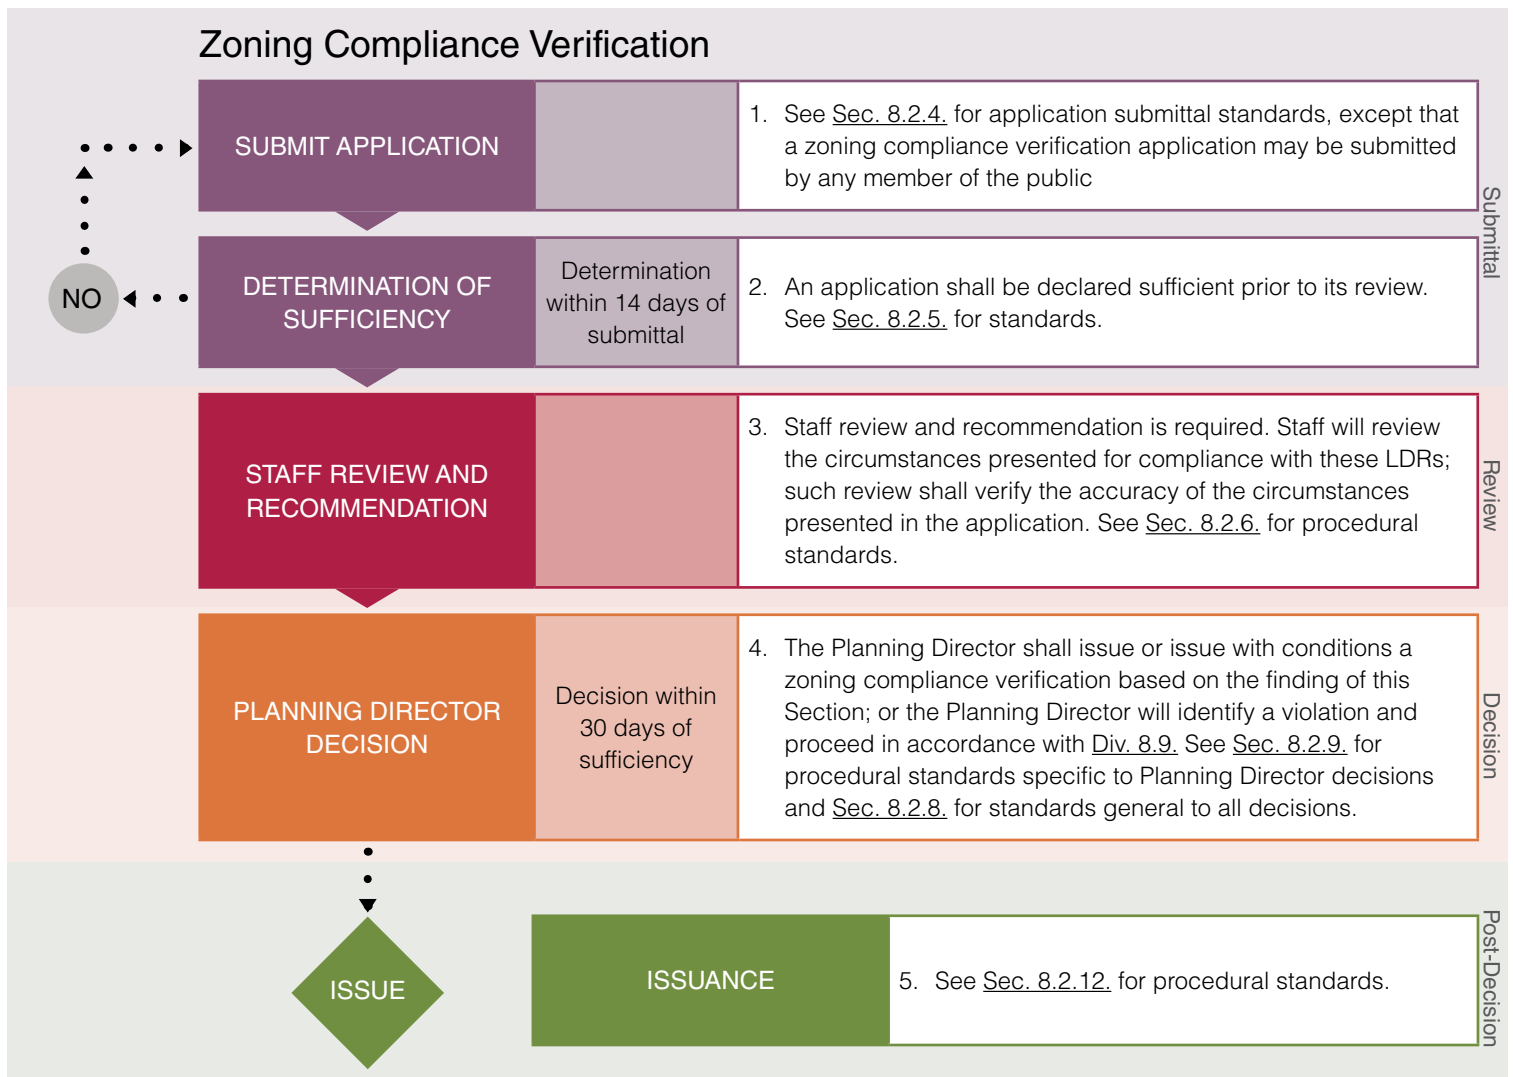 Zoning Compliance Verification
SUBMIT APPLICATION
1. See Sec. 8.2.4. for application submittal standards, except that
a zoning compliance verification application may be submitted
by any member of the public
Submittal
NO
DETERMINATION OF
SUFFICIENCY
Determination
within 14 days of
submittal
2. An application shall be declared sufficient prior to its review.
See Sec. 8.2.5. for standards.
STAFF REVIEW AND
RECOMMENDATION
3. Staff review and recommendation is required. Staff will review
the circumstances presented for compliance with these LDRs;
such review shall verify the accuracy of the circumstances
presented in the application. See Sec. 8.2.6. for procedural
standards.
Review
PLANNING DIRECTOR
DECISION
Decision within
30 days of
sufficiency
4. The Planning Director shall issue or issue with conditions a
zoning compliance verification based on the finding of this
Section; or the Planning Director will identify a violation and
proceed in accordance with Div. 8.9. See Sec. 8.2.9. for
procedural standards specific to Planning Director decisions
and Sec. 8.2.8. for standards general to all decisions.
Decision
ISSUE
ISSUANCE
5. See Sec. 8.2.12. for procedural standards.
Post-Decision